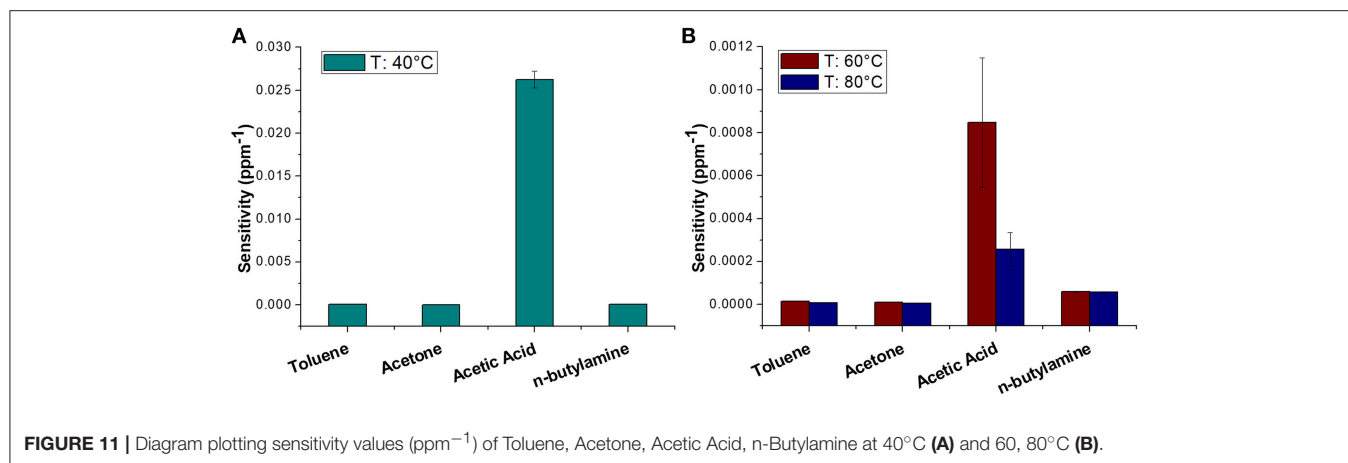 A
T: 40°C
Sensitivity (ppm⁻¹)
0.030
0.025
0.020
0.015
0.010
0.005
0.000
Toluene
Acetone
Acetic Acid
n-butylamine
B
T: 60°C
T: 80°C
Sensitivity (ppm⁻¹)
0.0012
0.0010
0.0008
0.0006
0.0004
0.0002
0.0000
Toluene
Acetone
Acetic Acid
n-butylamine
FIGURE 11 | Diagram plotting sensitivity values (ppm⁻¹) of Toluene, Acetone, Acetic Acid, n-Butylamine at 40°C (A) and 60, 80°C (B).